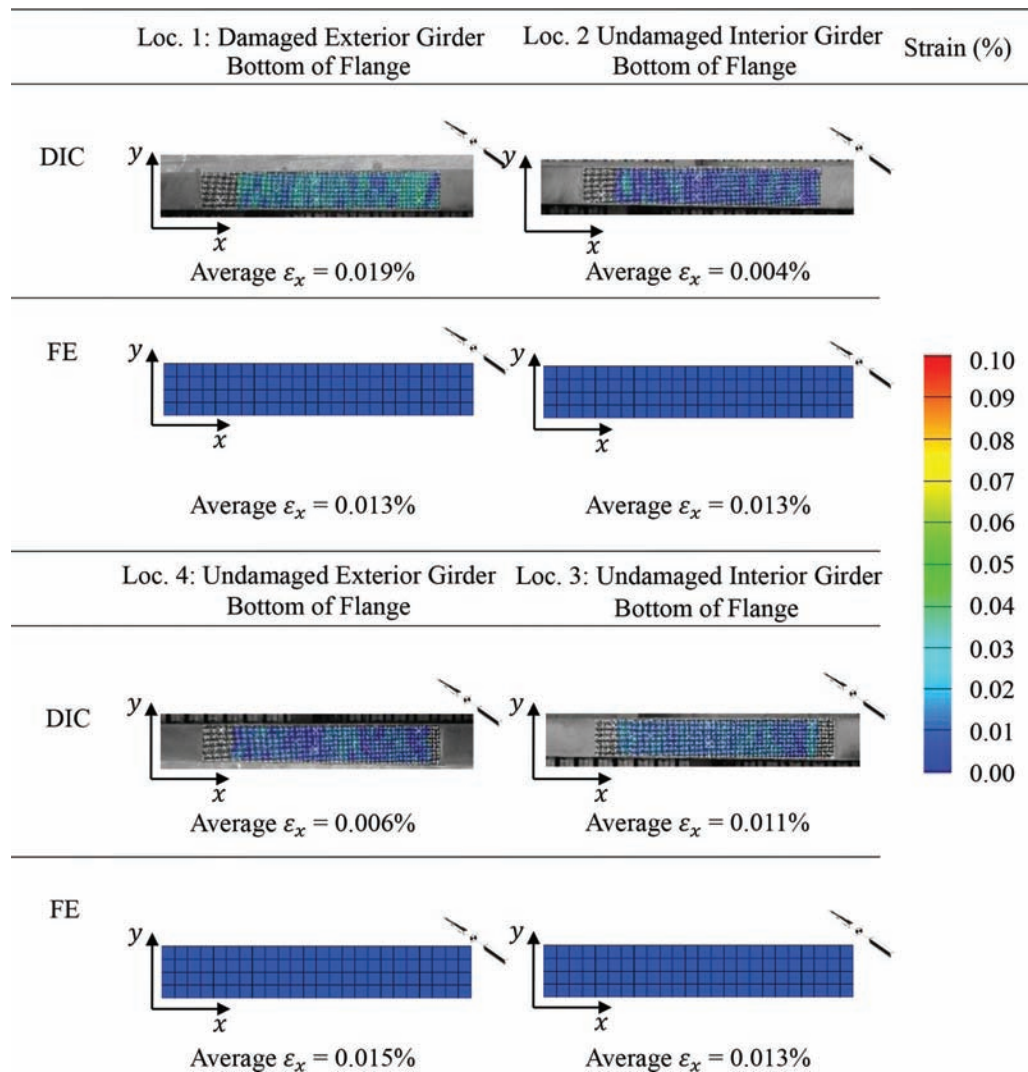 Loc. 1: Damaged Exterior Girder
Bottom of Flange
Loc. 2 Undamaged Interior Girder
Bottom of Flange
Strain (%)
DIC
y
x
Average εₓ = 0.019%
y
x
Average εₓ = 0.004%
FE
y
x
Average εₓ = 0.013%
y
x
Average εₓ = 0.013%
Loc. 4: Undamaged Exterior Girder
Bottom of Flange
Loc. 3: Undamaged Interior Girder
Bottom of Flange
DIC
y
x
Average εₓ = 0.006%
y
x
Average εₓ = 0.011%
FE
y
x
Average εₓ = 0.015%
y
x
Average εₓ = 0.013%
0.10
0.09
0.08
0.07
0.06
0.05
0.04
0.03
0.02
0.01
0.00